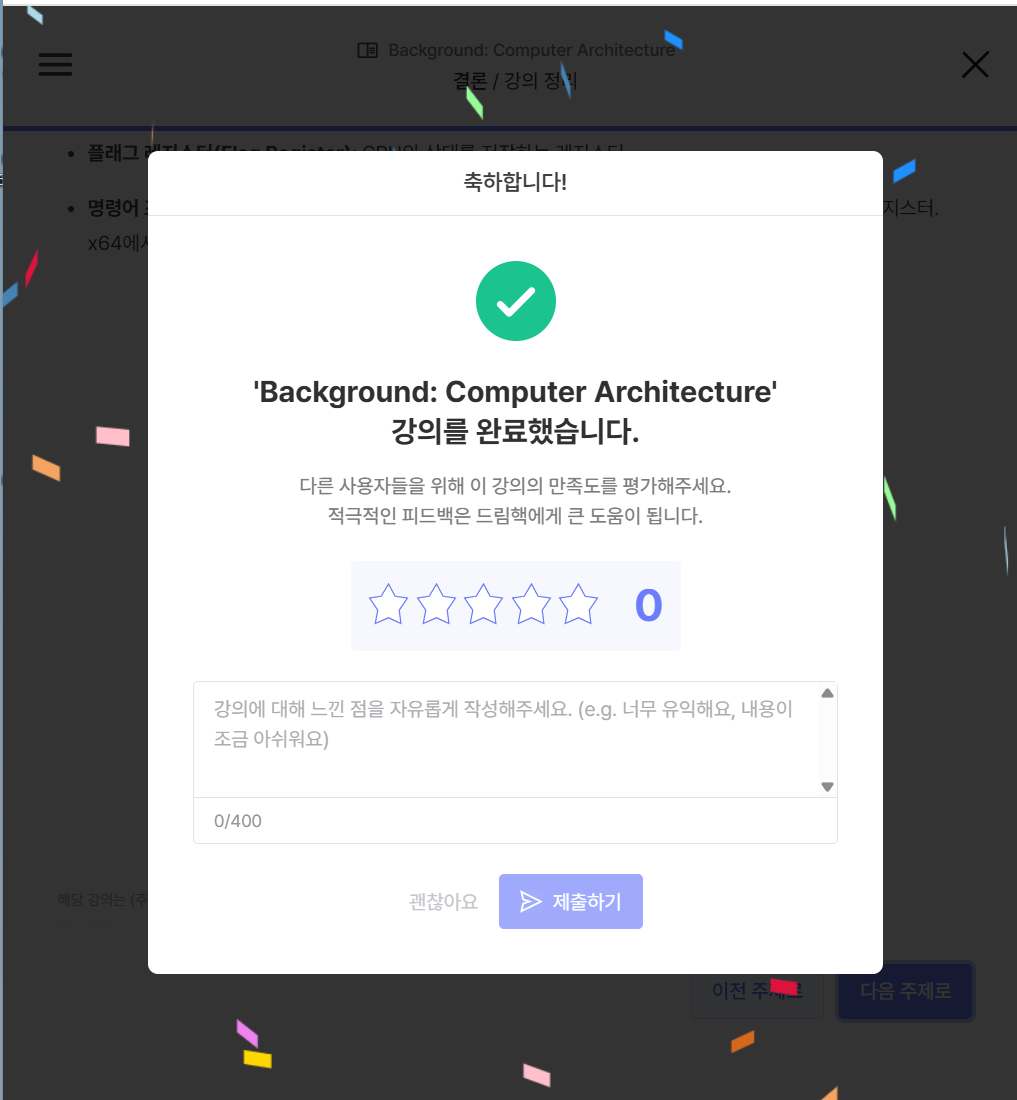 Background: Computer Architecture
결론 / 강의 정리
플래그 레지스터(Flag Register): CPU의 상태를 저장하는 레지스터
명령어 지스터.
x64에서
축하합니다!
'Background: Computer Architecture'
강의를 완료했습니다.
다른 사용자들을 위해 이 강의의 만족도를 평가해주세요.
적극적인 피드백은 드림핵에게 큰 도움이 됩니다.
0
강의에 대해 느낀 점을 자유롭게 작성해주세요. (e.g. 너무 유익해요, 내용이
조금 아쉬워요)
0/400
괜찮아요
제출하기
해당 강의는 (주
이전 주제로
다음 주제로